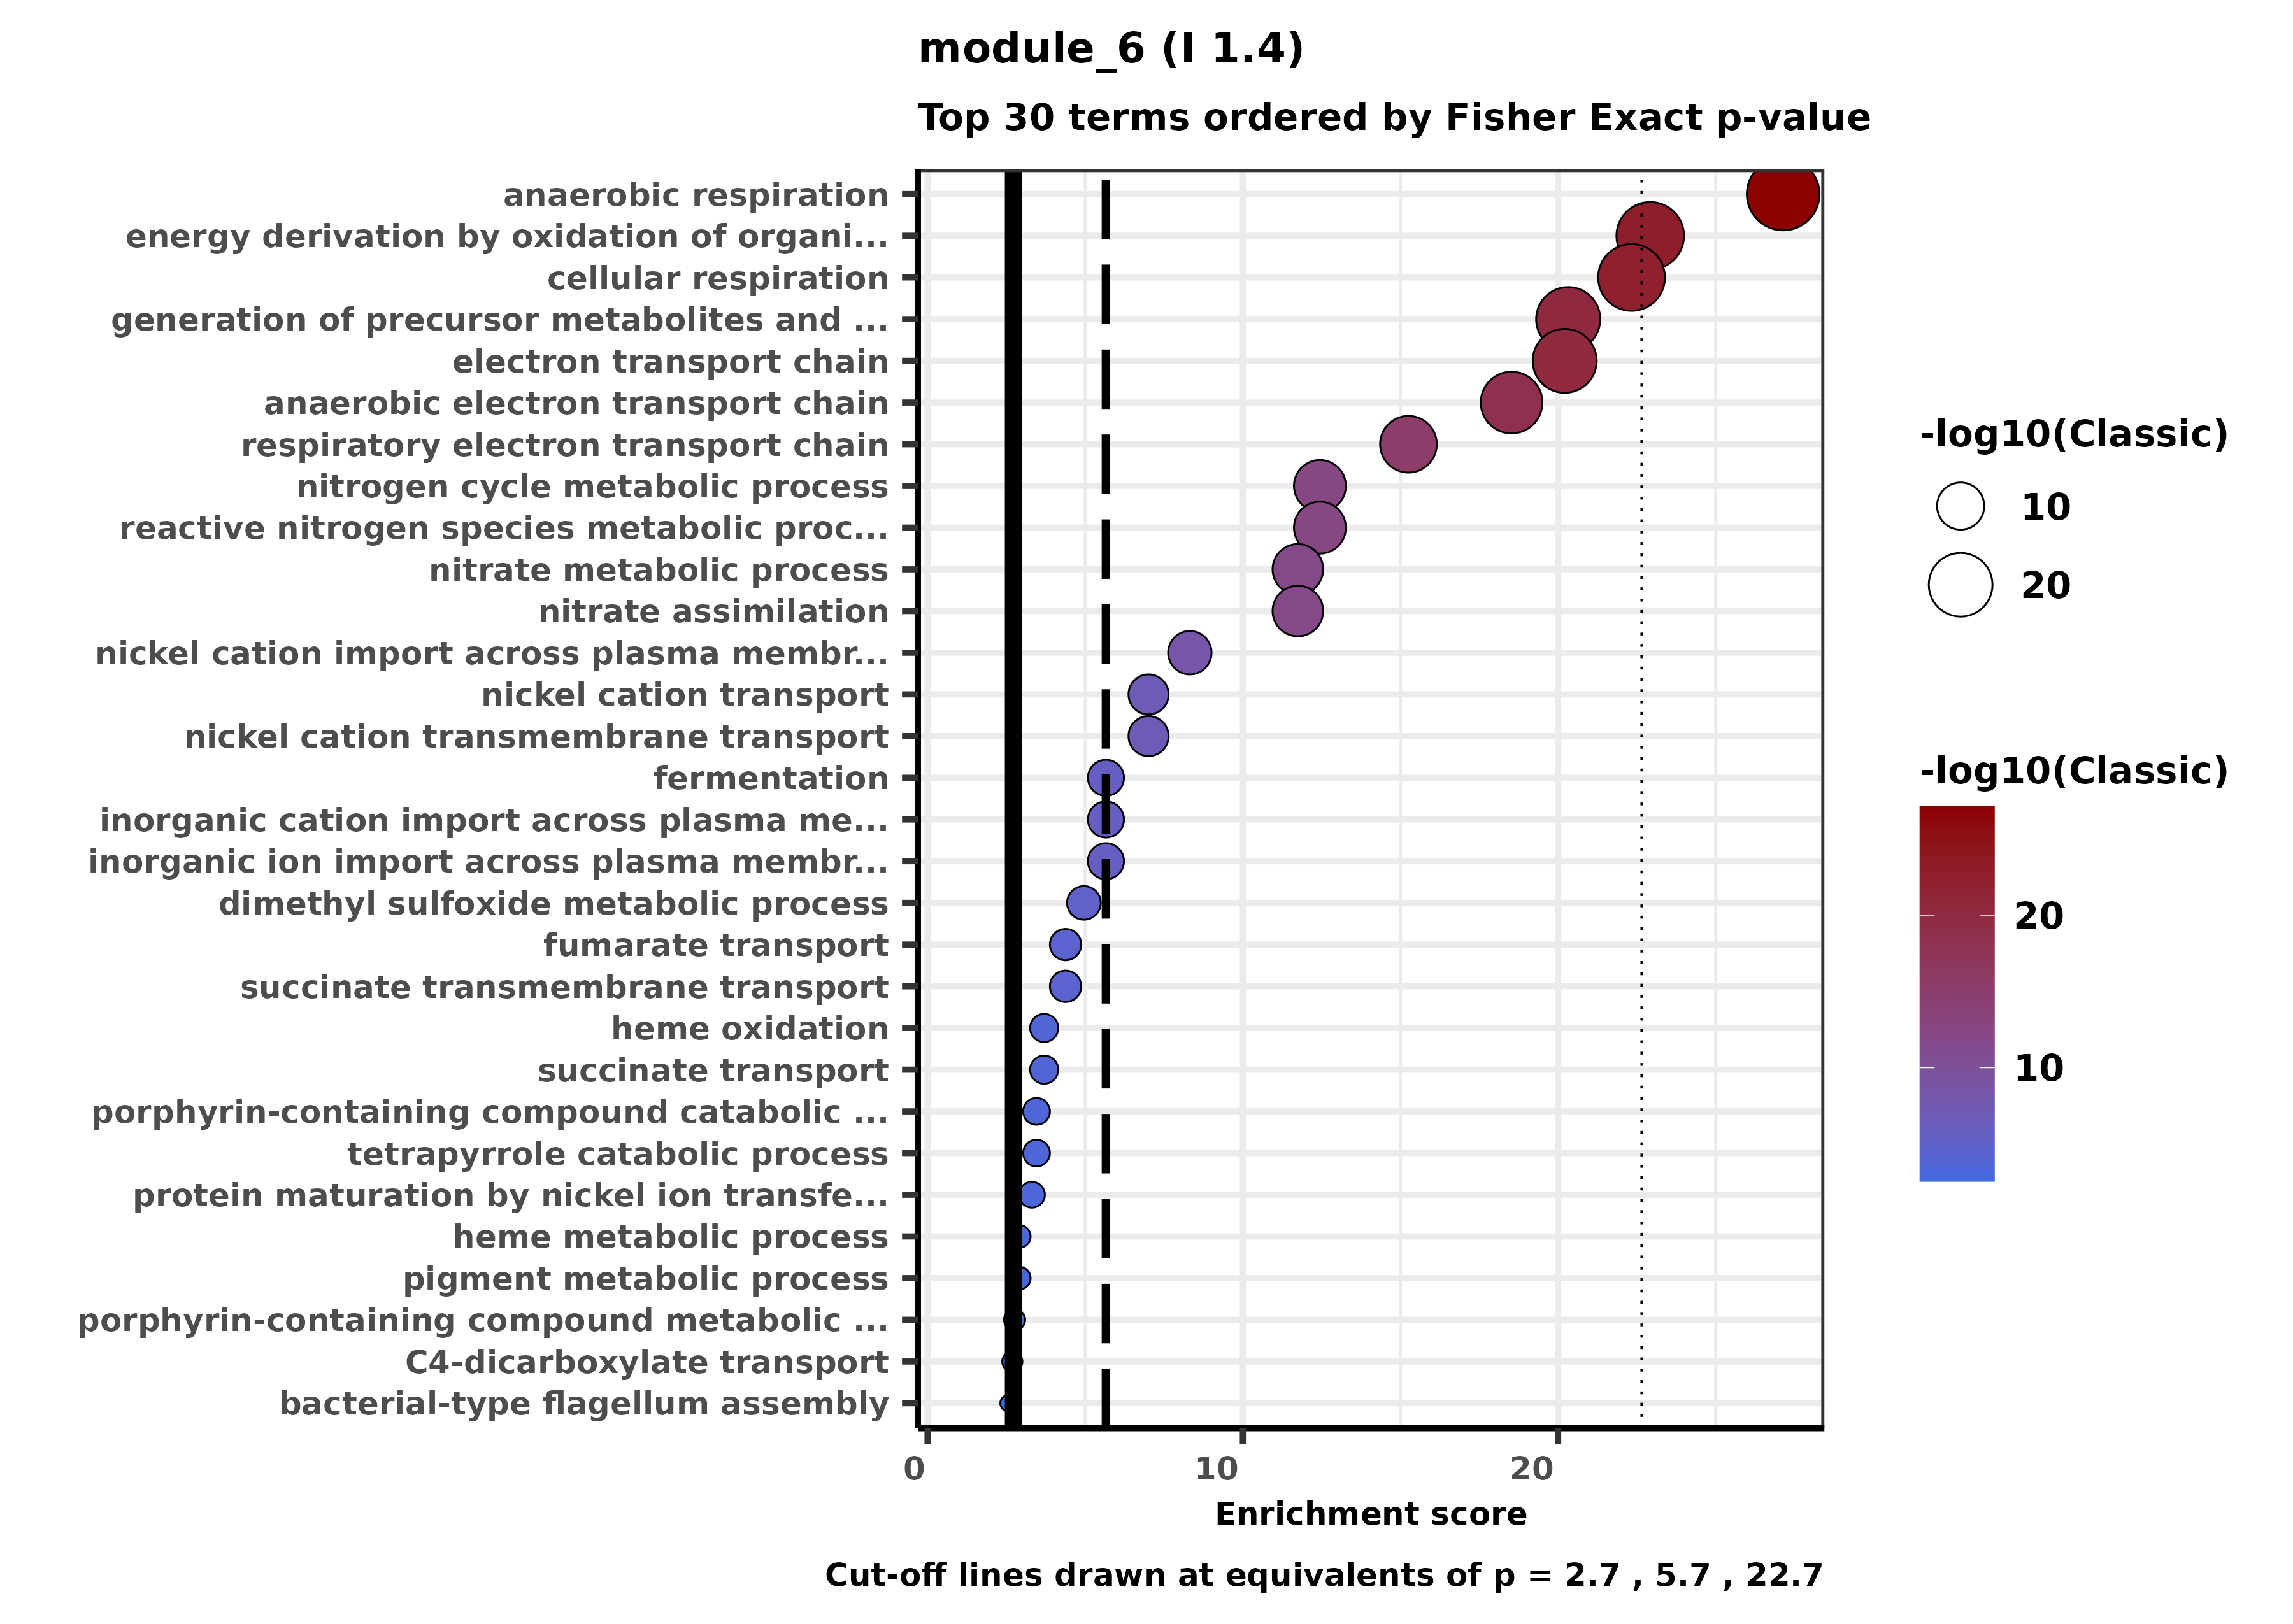 module_6 (I 1.4)
Top 30 terms ordered by Fisher Exact p-value
anaerobic respiration
energy derivation by oxidation of organi...
cellular respiration
generation of precursor metabolites and ...
electron transport chain
anaerobic electron transport chain
respiratory electron transport chain
nitrogen cycle metabolic process
reactive nitrogen species metabolic proc...
nitrate metabolic process
nitrate assimilation
nickel cation import across plasma membr...
nickel cation transport
nickel cation transmembrane transport
fermentation
inorganic cation import across plasma me...
inorganic ion import across plasma membr...
dimethyl sulfoxide metabolic process
fumarate transport
succinate transmembrane transport
heme oxidation
succinate transport
porphyrin-containing compound catabolic ...
tetrapyrrole catabolic process
protein maturation by nickel ion transfe...
heme metabolic process
pigment metabolic process
porphyrin-containing compound metabolic ...
C4-dicarboxylate transport
bacterial-type flagellum assembly
0 10 20
Enrichment score
Cut-off lines drawn at equivalents of p = 2.7 , 5.7 , 22.7
-log10(Classic)
10
20
-log10(Classic)
20
10